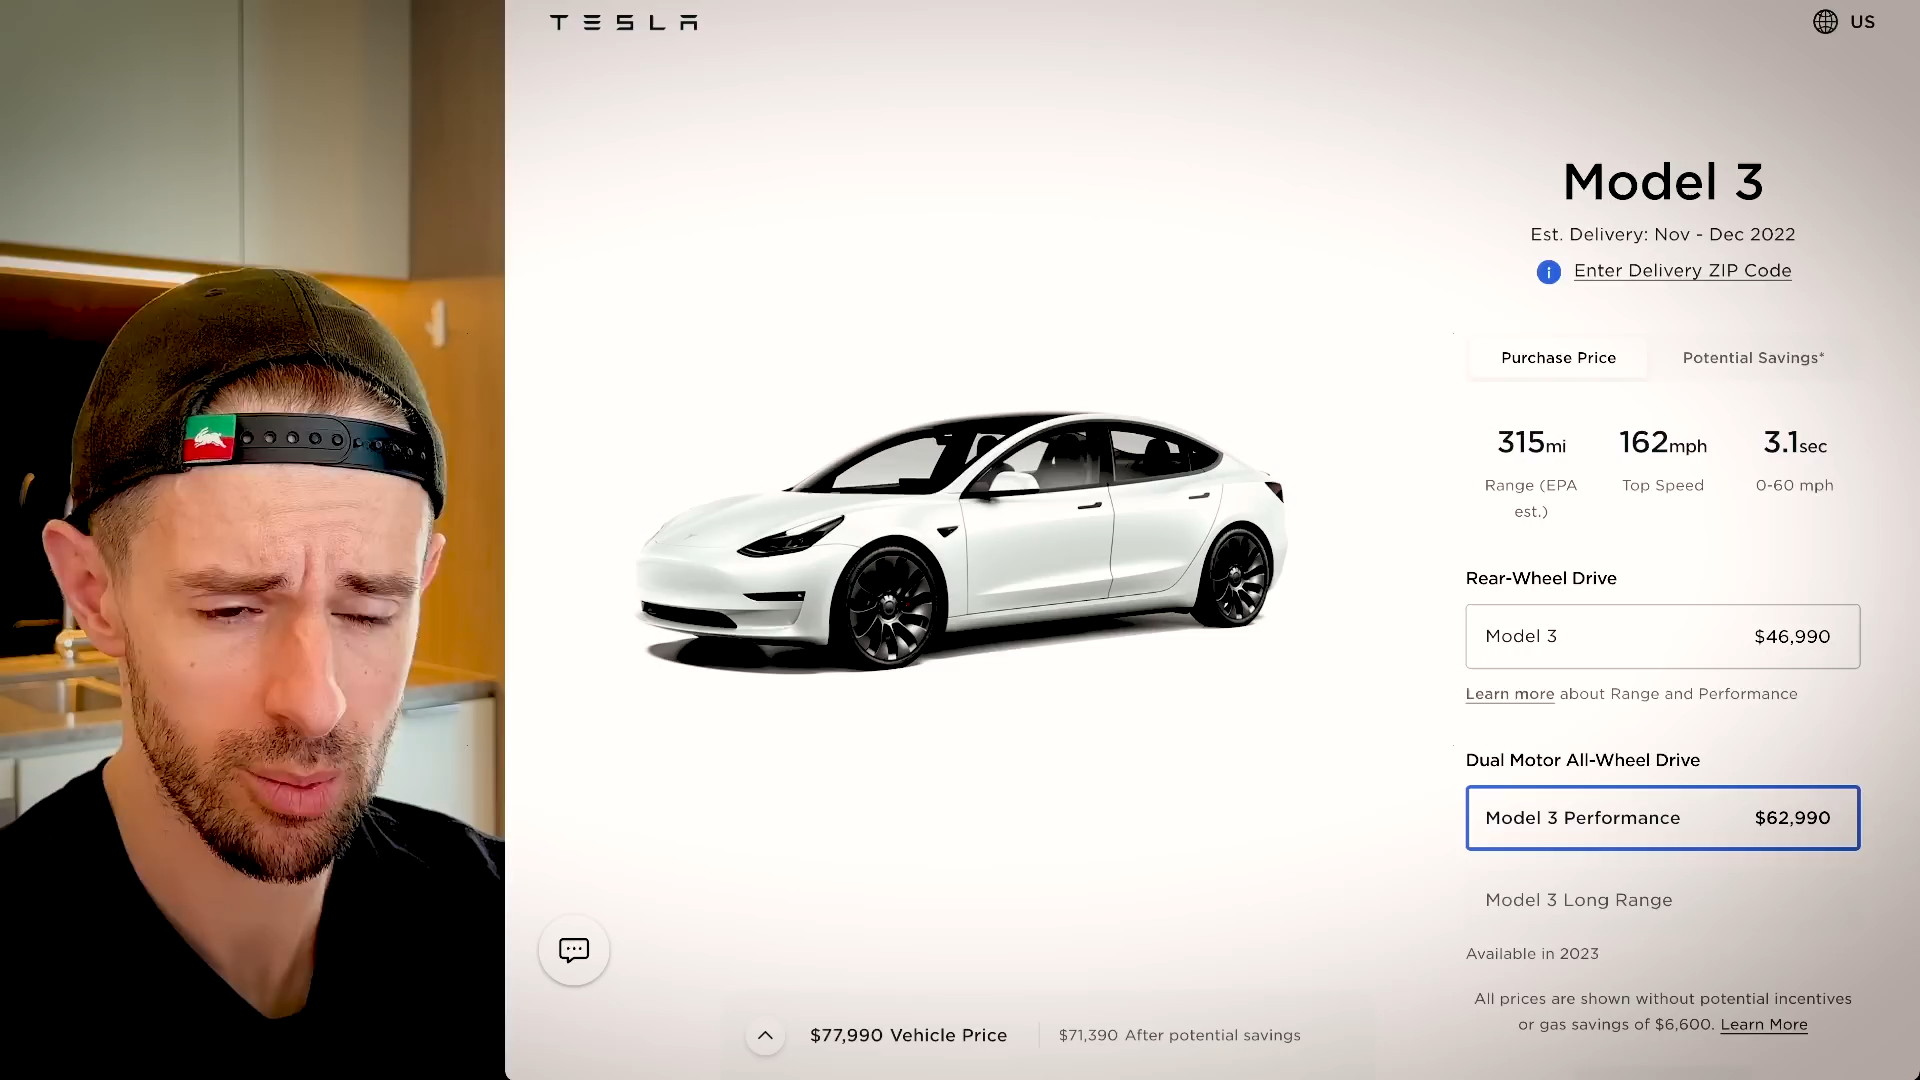 TESLA
US
Model 3
Est. Delivery: Nov - Dec 2022
Enter Delivery ZIP Code
Purchase Price
Potential Savings*
315mi
162mph
3.1sec
Range (EPA
est.)
Top Speed
0-60 mph
Rear-Wheel Drive
Model 3 $46,990
Learn more about Range and Performance
Dual Motor All-Wheel Drive
Model 3 Performance $62,990
Model 3 Long Range
Available in 2023
All prices are shown without potential incentives
or gas savings of $6,600. Learn More
$77,990 Vehicle Price
$71,390 After potential savings